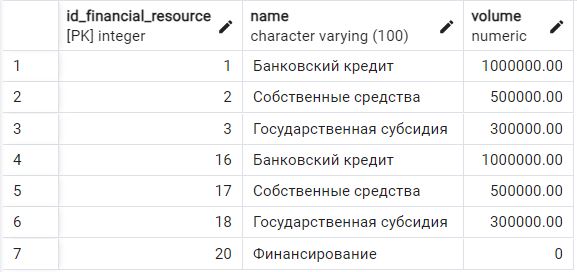 id_financial_resource name volume
[PK] integer character varying (100) numeric
1 1 Банковский кредит 1000000.00
2 2 Собственные средства 500000.00
3 3 Государственная субсидия 300000.00
4 16 Банковский кредит 1000000.00
5 17 Собственные средства 500000.00
6 18 Государственная субсидия 300000.00
7 20 Финансирование 0